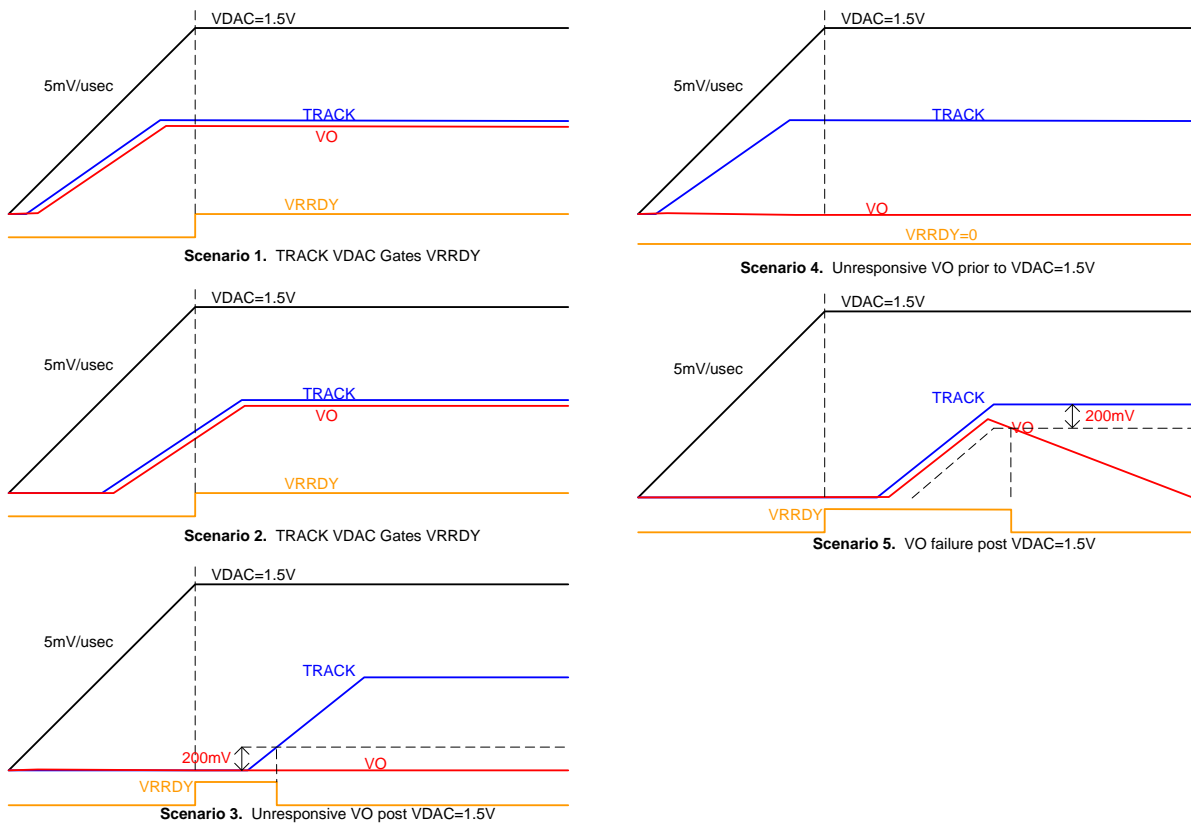 VDAC=1.5V
5mV/usec
TRACK
VO
VRRDY
Scenario 1. TRACK VDAC Gates VRRDY
VDAC=1.5V
5mV/usec
TRACK
VO
VRRDY
Scenario 2. TRACK VDAC Gates VRRDY
VDAC=1.5V
5mV/usec
TRACK
200mV
VO
VRRDY
Scenario 3. Unresponsive VO post VDAC=1.5V
VDAC=1.5V
5mV/usec
TRACK
VO
VRRDY=0
Scenario 4. Unresponsive VO prior to VDAC=1.5V
VDAC=1.5V
5mV/usec
TRACK
200mV
VO
VRRDY
Scenario 5. VO failure post VDAC=1.5V